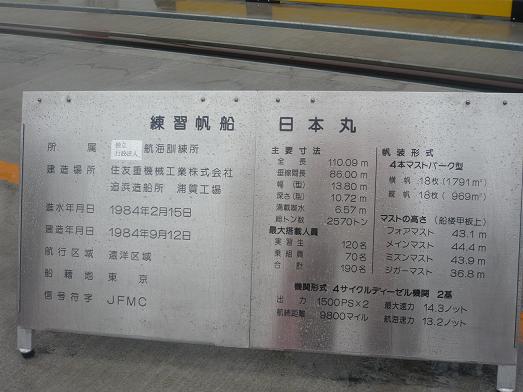 練習帆船 日本丸
所属 独立行政法人 航海訓練所
建造場所 住友重機械工業株式会社
追浜造船所 浦賀工場
進水年月日 1984年2月15日
建造年月日 1984年9月12日
航行区域 遠洋区域
船籍港 東京
信号符字 JFMC
主要寸法
全長 110.09m
垂線間長 86.00m
幅(型) 13.80m
深さ(型) 10.72m
満載喫水 6.57m
総トン数 2570トン
最大搭載人員
実習生 120名
乗組員 70名
合計 190名
帆装形式
4本マストバーク型
横帆 18枚(1791㎡)
縦帆 18枚(969㎡)
マストの高さ(船楼甲板上)
フォアマスト 43.1m
メインマスト 44.4m
ミズンマスト 43.9m
ジガーマスト 36.8m
機関形式 4サイクルディーゼル機関 2基
出力 1500PS×2 最大速力 14.3ノット
航続距離 9800マイル 航海速力 13.2ノット